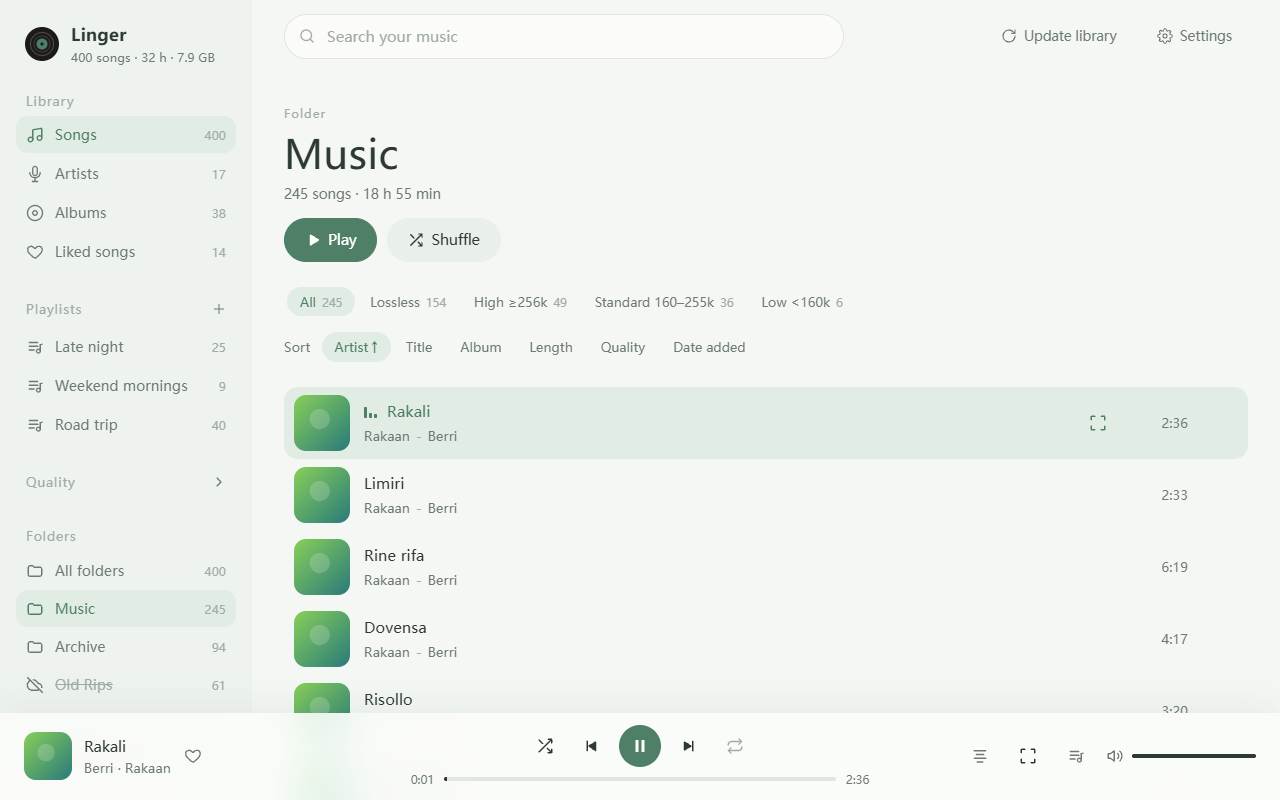 Linger
400 songs · 32 h · 7.9 GB
Library
Songs 400
Artists 17
Albums 38
Liked songs 14
Playlists
Late night 25
Weekend mornings 9
Road trip 40
Quality
Folders
All folders 400
Music 245
Archive 94
Old Rips 61
Search your music
Update library
Settings
Folder
Music
245 songs · 18 h 55 min
Play
Shuffle
All 245 Lossless 154 High ≥256k 49 Standard 160–255k 36 Low <160k 6
Sort Artist ↑ Title Album Length Quality Date added
Rakali
Rakaan - Berri
2:36
Limiri
Rakaan - Berri
2:33
Rine rifa
Rakaan - Berri
6:19
Dovensa
Rakaan - Berri
4:17
Risollo
3:20
Rakali
Berri · Rakaan
0:01
2:36